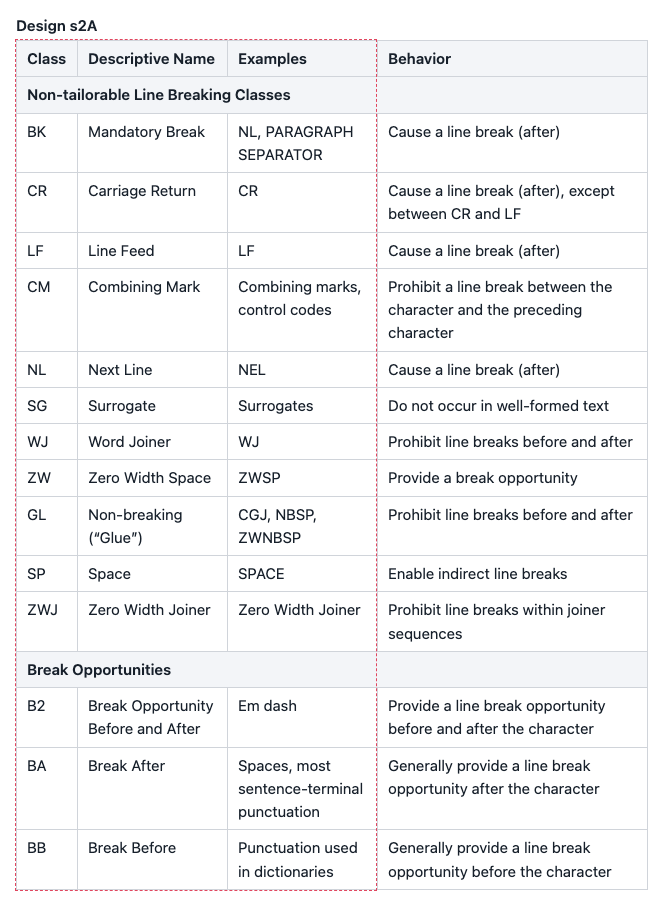 Design s2A
Class Descriptive Name Examples Behavior
Non-tailorable Line Breaking Classes
BK Mandatory Break NL, PARAGRAPH Cause a line break (after)
SEPARATOR
CR Carriage Return CR Cause a line break (after), except
between CR and LF
LF Line Feed LF Cause a line break (after)
CM Combining Mark Combining marks, Prohibit a line break between the
control codes character and the preceding
character
NL Next Line NEL Cause a line break (after)
SG Surrogate Surrogates Do not occur in well-formed text
WJ Word Joiner WJ Prohibit line breaks before and after
ZW Zero Width Space ZWSP Provide a break opportunity
GL Non-breaking CGJ, NBSP, Prohibit line breaks before and after
(“Glue”) ZWNBSP
SP Space SPACE Enable indirect line breaks
ZWJ Zero Width Joiner Zero Width Joiner Prohibit line breaks within joiner
sequences
Break Opportunities
B2 Break Opportunity Em dash Provide a line break opportunity
Before and After before and after the character
BA Break After Spaces, most Generally provide a line break
sentence-terminal opportunity after the character
punctuation
BB Break Before Punctuation used Generally provide a line break
in dictionaries opportunity before the character